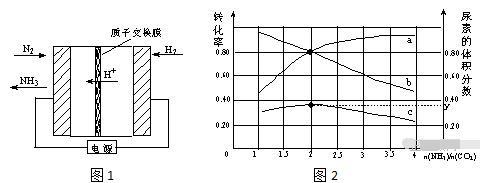 质子交换膜
N₂
H₂
H⁺
NH₃
电源
图1
转化率
尿素的体积分数
0.80
0.60
0.40
0.20
0
0.80
0.60
0.40
y
0.20
a
b
c
1
1.5
2
2.5
3
3.5
4
n(NH₃)/n(CO₂)
图2